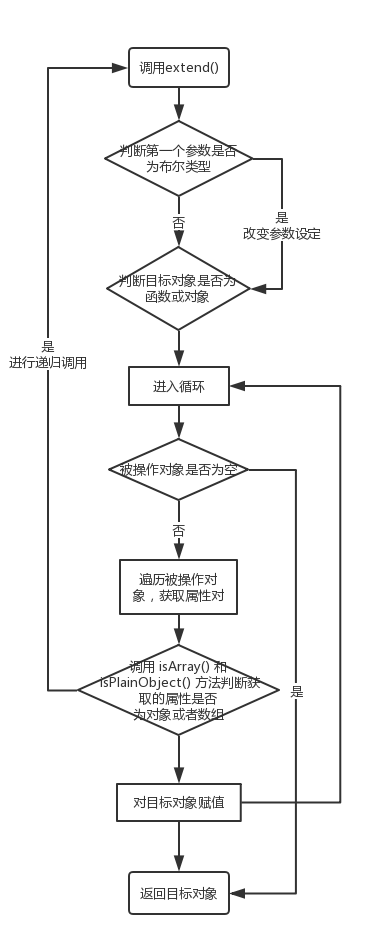 调用extend()
判断第一个参数是否
为布尔类型
是
改变参数设定
否
判断目标对象是否为
函数或对象
是
进行递归调用
进入循环
被操作对象是否为空
否
遍历被操作对
象，获取属性对
调用 isArray() 和
isPlainObject() 方法判断获
取的属性是否
为对象或者数组
是
对目标对象赋值
返回目标对象